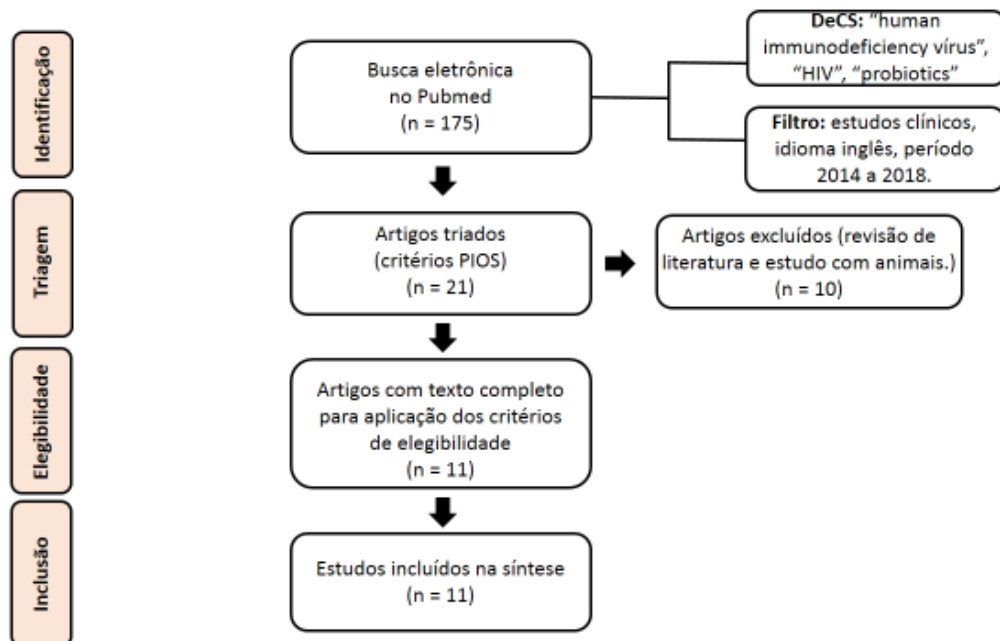 Identificação
Busca eletrônica
no Pubmed
(n = 175)
DeCS: "human
immunodeficiency vírus",
"HIV", "probiotics"
Filtro: estudos clínicos,
idioma inglês, período
2014 a 2018.
Triagem
Artigos triados
(critérios PIOS)
(n = 21)
Artigos excluídos (revisão de
literatura e estudo com animais.)
(n = 10)
Elegibilidade
Artigos com texto completo
para aplicação dos critérios
de elegibilidade
(n = 11)
Inclusão
Estudos incluídos na síntese
(n = 11)